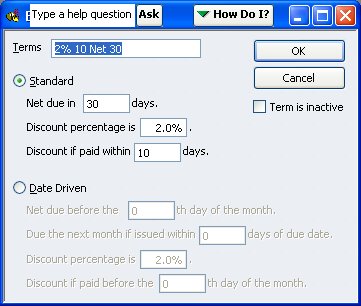 Type a help question Ask How Do I?
Terms 2% 10 Net 30
OK
Standard
Cancel
Net due in 30 days.
Term is inactive
Discount percentage is 2.0% .
Discount if paid within 10 days.
Date Driven
Net due before the 0 th day of the month.
Due the next month if issued within 0 days of due date.
Discount percentage is 2.0% .
Discount if paid before the 0 th day of the month.